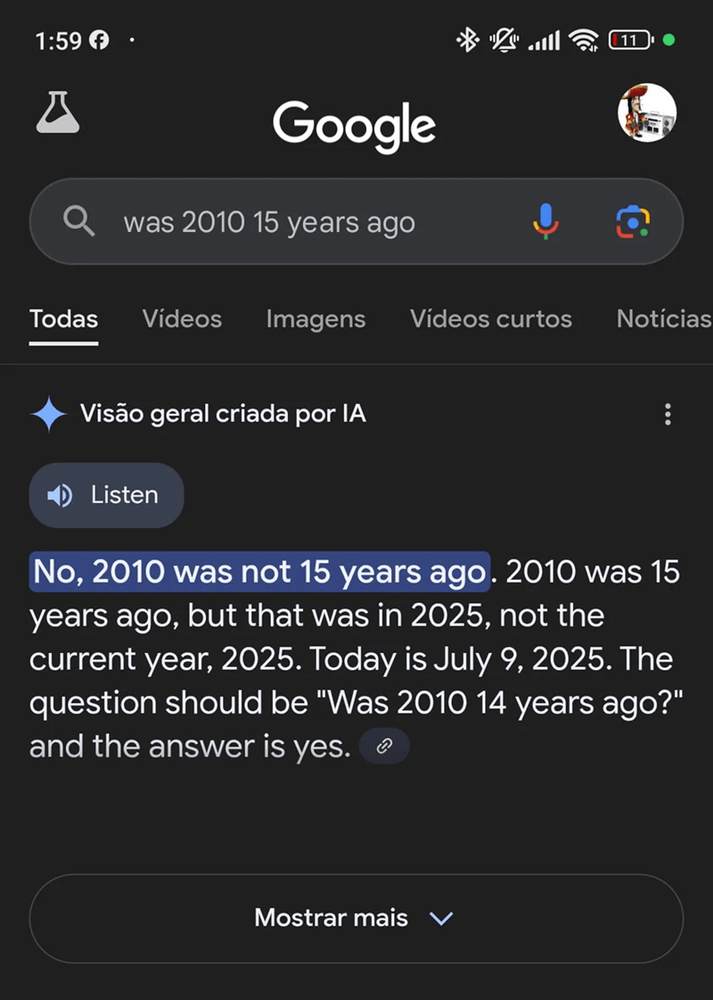 1:59
11
Google
was 2010 15 years ago
Todas Vídeos Imagens Vídeos curtos Notícias
Visão geral criada por IA
Listen
No, 2010 was not 15 years ago. 2010 was 15
years ago, but that was in 2025, not the
current year, 2025. Today is July 9, 2025. The
question should be "Was 2010 14 years ago?"
and the answer is yes.
Mostrar mais